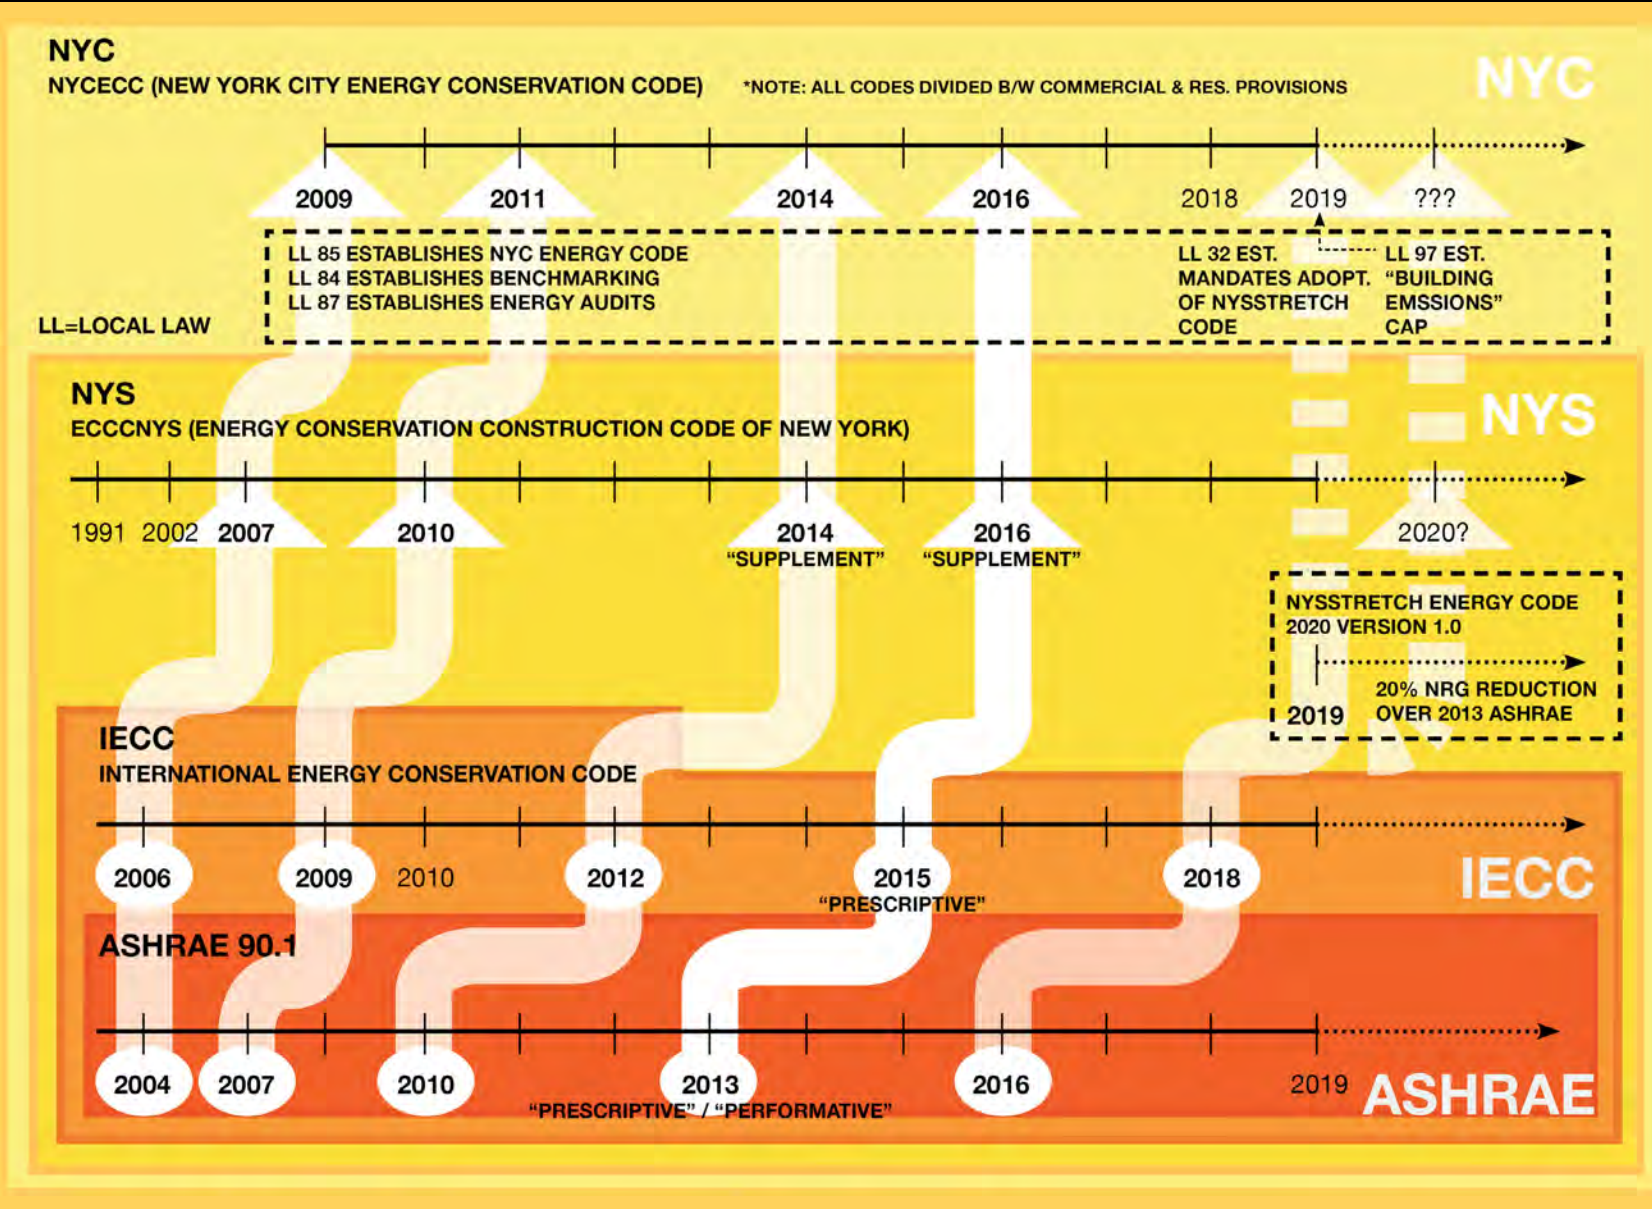 NYC
NYCECC (NEW YORK CITY ENERGY CONSERVATION CODE)
*NOTE: ALL CODES DIVIDED B/W COMMERCIAL & RES. PROVISIONS
NYC
2009
2011
2014
2016
2018
2019
???
LL 85 ESTABLISHES NYC ENERGY CODE
LL 84 ESTABLISHES BENCHMARKING
LL 87 ESTABLISHES ENERGY AUDITS
LL 32 EST.
MANDATES ADOPT.
OF NYSSTRETCH
CODE
LL 97 EST.
“BUILDING
EMSSIONS”
CAP
LL=LOCAL LAW
NYS
ECCCNYS (ENERGY CONSERVATION CONSTRUCTION CODE OF NEW YORK)
NYS
1991
2002
2007
2010
2014
“SUPPLEMENT”
2016
“SUPPLEMENT”
2020?
NYSSTRETCH ENERGY CODE
2020 VERSION 1.0
2019
20% NRG REDUCTION
OVER 2013 ASHRAE
IECC
INTERNATIONAL ENERGY CONSERVATION CODE
2006
2009
2010
2012
2015
“PRESCRIPTIVE”
2018
IECC
ASHRAE 90.1
2004
2007
2010
2013
“PRESCRIPTIVE” / “PERFORMATIVE”
2016
2019
ASHRAE